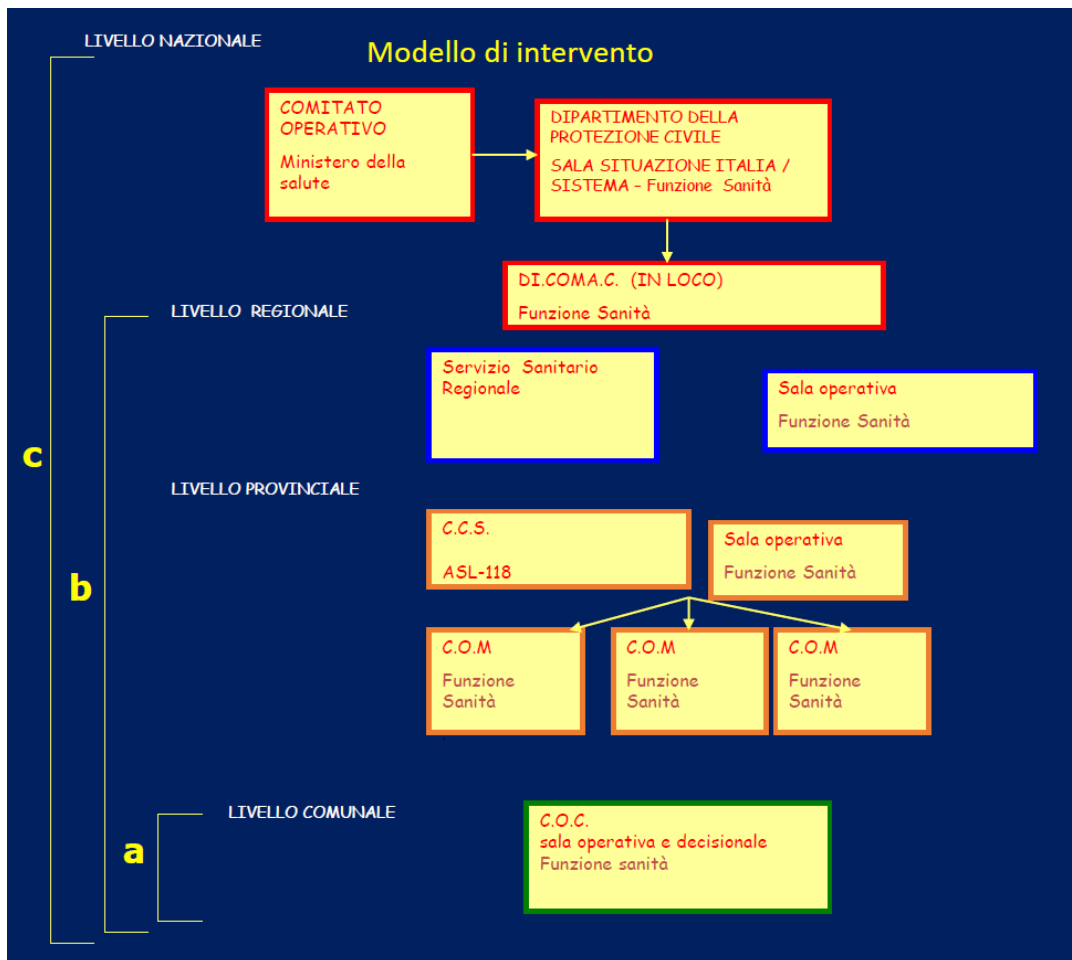 LIVELLO NAZIONALE
Modello di intervento
COMITATO
OPERATIVO
Ministero della
salute
DIPARTIMENTO DELLA
PROTEZIONE CIVILE
SALA SITUAZIONE ITALIA /
SISTEMA – Funzione Sanità
DI.COMA.C. (IN LOCO)
Funzione Sanità
LIVELLO REGIONALE
Servizio Sanitario
Regionale
Sala operativa
Funzione Sanità
c
LIVELLO PROVINCIALE
C.C.S.
ASL-118
Sala operativa
Funzione Sanità
b
C.O.M
Funzione
Sanità
C.O.M
Funzione
Sanità
C.O.M
Funzione
Sanità
LIVELLO COMUNALE
a
C.O.C.
sala operativa e decisionale
Funzione sanità